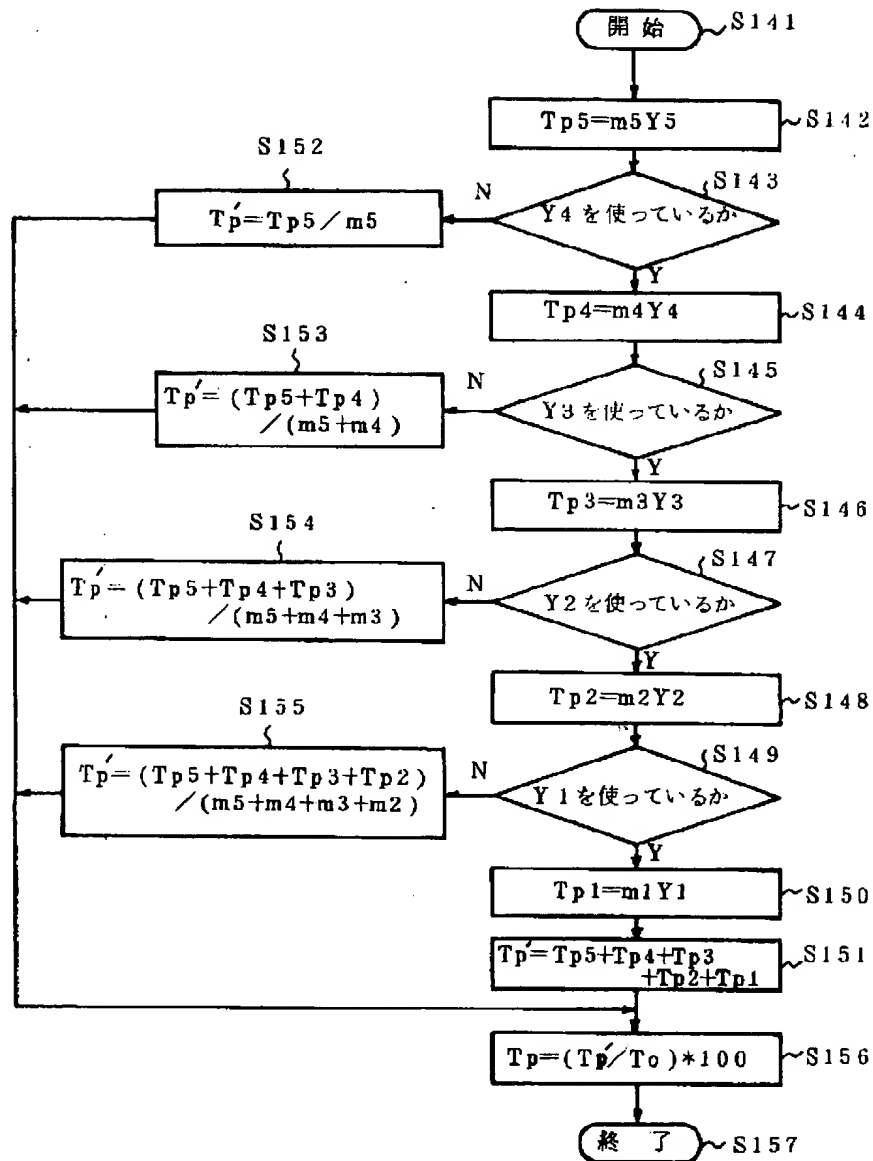 開始
S141
Tp5=m5Y5
S142
S143
Y4を使っているか
N
Y
S152
Tp'=Tp5/m5
Tp4=m4Y4
S144
S145
Y3を使っているか
N
Y
S153
Tp'=(Tp5+Tp4)
/(m5+m4)
Tp3=m3Y3
S146
S147
Y2を使っているか
N
Y
S154
Tp'=(Tp5+Tp4+Tp3)
/(m5+m4+m3)
Tp2=m2Y2
S148
S149
Y1を使っているか
N
Y
S155
Tp'=(Tp5+Tp4+Tp3+Tp2)
/(m5+m4+m3+m2)
Tp1=m1Y1
S150
Tp'=Tp5+Tp4+Tp3
+Tp2+Tp1
S151
Tp=(Tp'/To)*100
S156
終了
S157